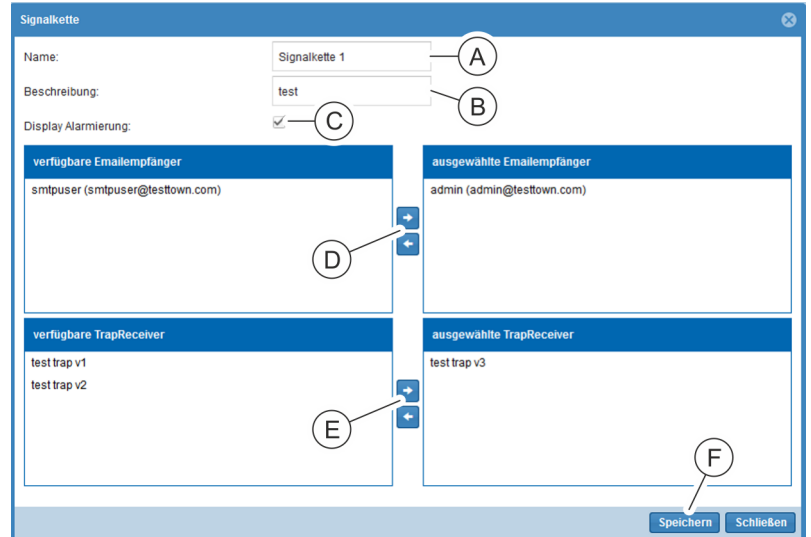 Signalkette
Name: Signalkette 1 A
Beschreibung: test B
Display Alarmierung: C
verfügbare Emailempfänger ausgewählte Emailempfänger
smtpuser (smtpuser@testtown.com) admin (admin@testtown.com)
D
verfügbare TrapReceiver ausgewählte TrapReceiver
test trap v1 test trap v3
test trap v2
E
F
Speichern Schließen